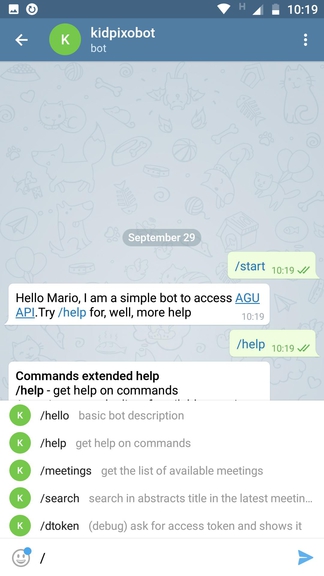 H
10:19
K
kidpixobot
bot
September 29
/start 10:19
Hello Mario, I am a simple bot to access AGU
API.Try /help for, well, more help
10:19
/help 10:19
Commands extended help
/help - get help on commands
K /hello basic bot description
K /help get help on commands
K /meetings get the list of available meetings
K /search search in abstracts title in the latest meetin...
K /dtoken (debug) ask for access token and shows it
/